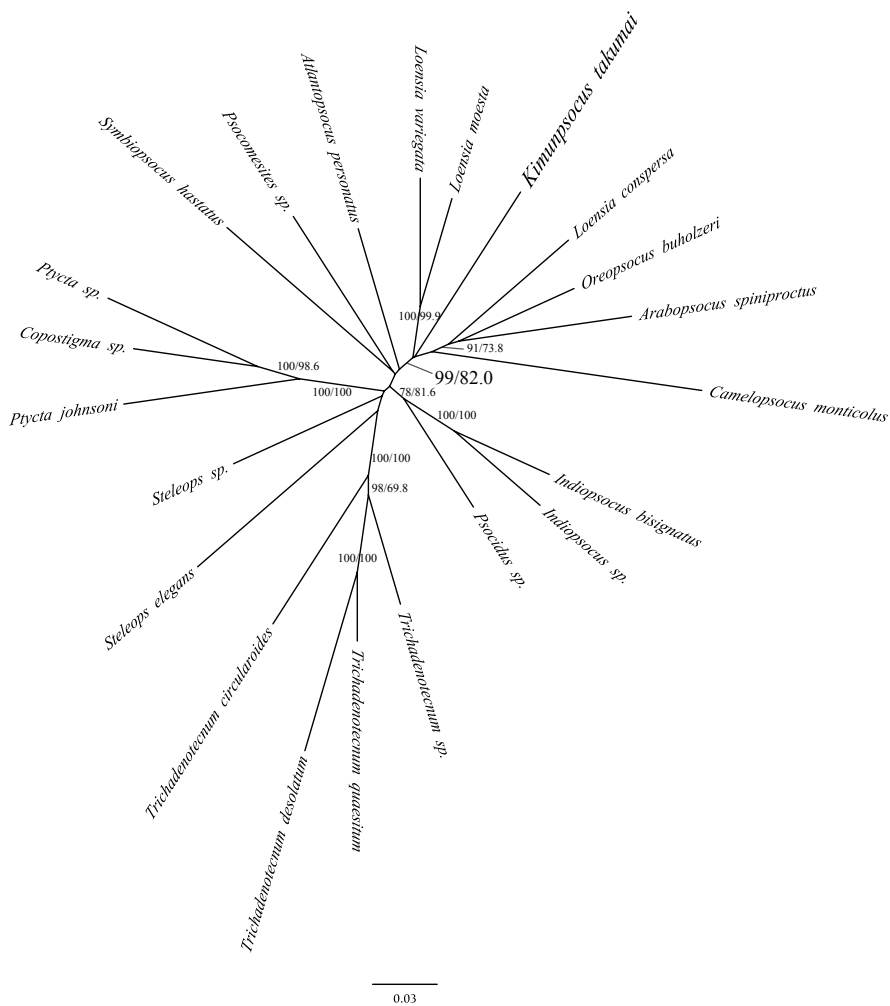 Kimunpsocus takumai
Loensia variegata
Atlantopsocus personatus
Loensia moesta
Psocomesites sp.
Symbiopsocus hastatus
Loensia conspersa
Oreopsocus buholzeri
Ptycta sp.
Arabopsocus spiniproctus
100/99.9
Copostigma sp.
91/73.8
100/98.6
99/82.0
Camelopsocus monticolus
100/100
78/81.6
Ptycta johnsoni
100/100
Steleops sp.
100/100
Indiopsocus bisignatus
98/69.8
Indiopsocus sp.
Psocidus sp.
100/100
Steleops elegans
Trichadenotecnum sp.
Trichadenotecnum circularoides
Trichadenotecnum quaesitum
Trichadenotecnum desolatum
0.03